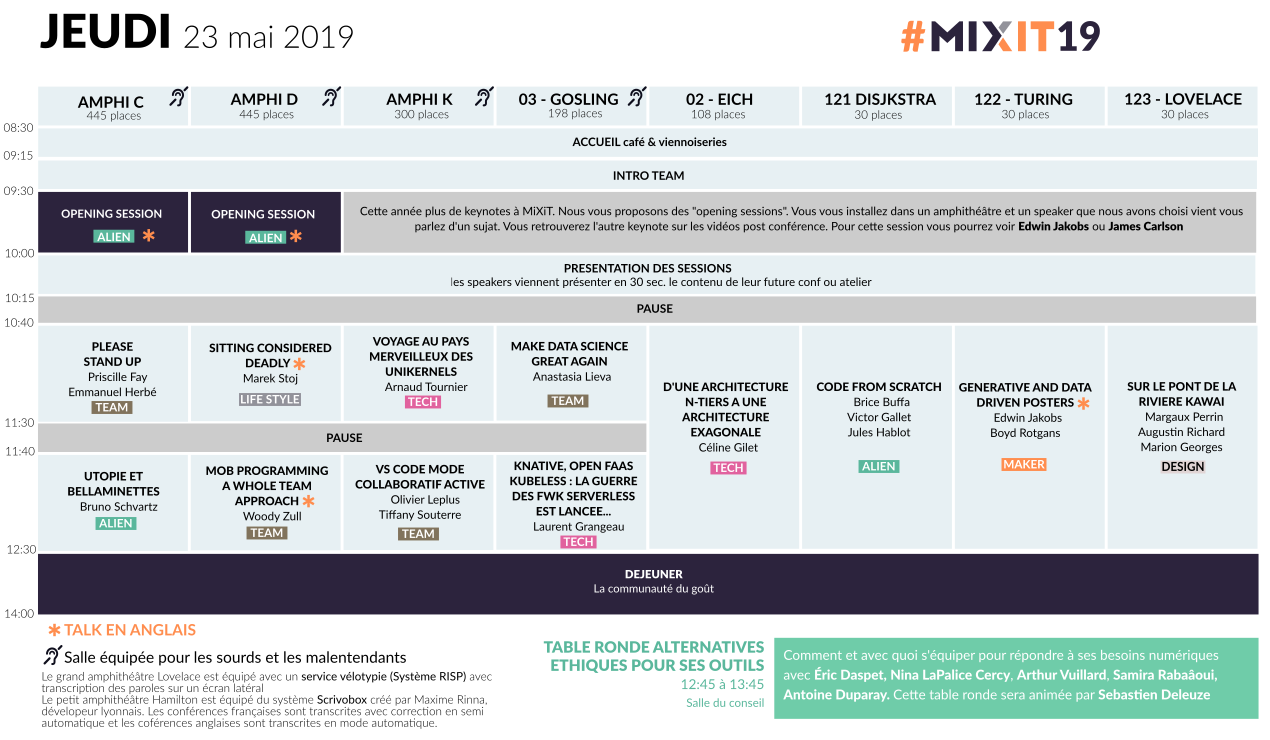 JEUDI 23 mai 2019
#MIXIT19
AMPHI C
445 places
AMPHI D
445 places
AMPHI K
300 places
03 - GOSLING
198 places
02 - EICH
108 places
121 DISJKSTRA
30 places
122 - TURING
30 places
123 - LOVELACE
30 places
08:30
ACCUEIL café & viennoiseries
09:15
INTRO TEAM
09:30
OPENING SESSION
ALIEN *
OPENING SESSION
ALIEN *
Cette année plus de keynotes à MiXiT. Nous vous proposons des "opening sessions". Vous vous installez dans un amphithéâtre et un speaker que nous avons choisi vient vous
parlez d'un sujat. Vous retrouverez l'autre keynote sur les vidéos post conférence. Pour cette session vous pourrez voir Edwin Jakobs ou James Carlson
10:00
PRESENTATION DES SESSIONS
les speakers viennent présenter en 30 sec. le contenu de leur future conf ou atelier
10:15
PAUSE
10:40
PLEASE
STAND UP
Priscille Fay
Emmanuel Herbé
TEAM
SITTING CONSIDERED
DEADLY *
Marek Stoj
LIFE STYLE
VOYAGE AU PAYS
MERVEILLEUX DES
UNIKERNELS
Arnaud Tournier
TECH
MAKE DATA SCIENCE
GREAT AGAIN
Anastasia Lieva
TEAM
D'UNE ARCHITECTURE
N-TIERS A UNE
ARCHITECTURE
EXAGONALE
Céline Gilet
TECH
CODE FROM SCRATCH
Brice Buffa
Victor Gallet
Jules Hablot
ALIEN
GENERATIVE AND DATA
DRIVEN POSTERS *
Edwin Jakobs
Boyd Rotgans
MAKER
SUR LE PONT DE LA
RIVIERE KAWAI
Margaux Perrin
Augustin Richard
Marion Georges
DESIGN
11:30
PAUSE
11:40
UTOPIE ET
BELLAMINETTES
Bruno Schvartz
ALIEN
MOB PROGRAMMING
A WHOLE TEAM
APPROACH *
Woody Zull
TEAM
VS CODE MODE
COLLABORATIF ACTIVE
Olivier Leplus
Tiffany Souterre
TEAM
KNATIVE, OPEN FAAS
KUBELESS : LA GUERRE
DES FWK SERVERLESS
EST LANCEE...
Laurent Grangeau
TECH
12:30
DEJEUNER
La communauté du goût
14:00
* TALK EN ANGLAIS
Salle équipée pour les sourds et les malentendants
Le grand amphithéâtre Lovelace est équipé avec un service vélotypie (Système RISP) avec
transcription des paroles sur un écran latéral
Le petit amphithéâtre Hamilton est équipé du système Scrivobox créé par Maxime Rinna,
dévelopeur lyonnais. Les conférences françaises sont transcrites avec correction en semi
automatique et les coférences anglaises sont transcrites en mode automatique.
TABLE RONDE ALTERNATIVES
ETHIQUES POUR SES OUTILS
12:45 à 13:45
Salle du conseil
Comment et avec quoi s'équiper pour répondre à ses besoins numériques
avec Éric Daspet, Nina LaPalice Cercy, Arthur Vuillard, Samira Rabaâoui,
Antoine Duparay. Cette table ronde sera animée par Sebastien Deleuze